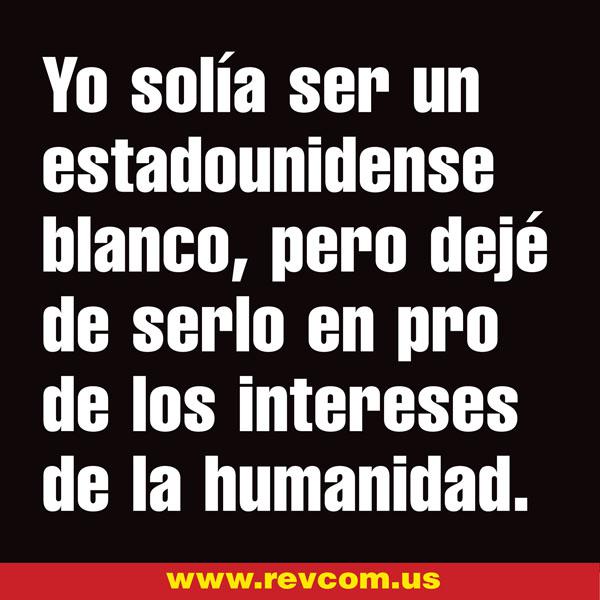 Yo solía ser un
estadounidense
blanco, pero dejé
de serlo en pro
de los intereses
de la humanidad.
www.revcom.us